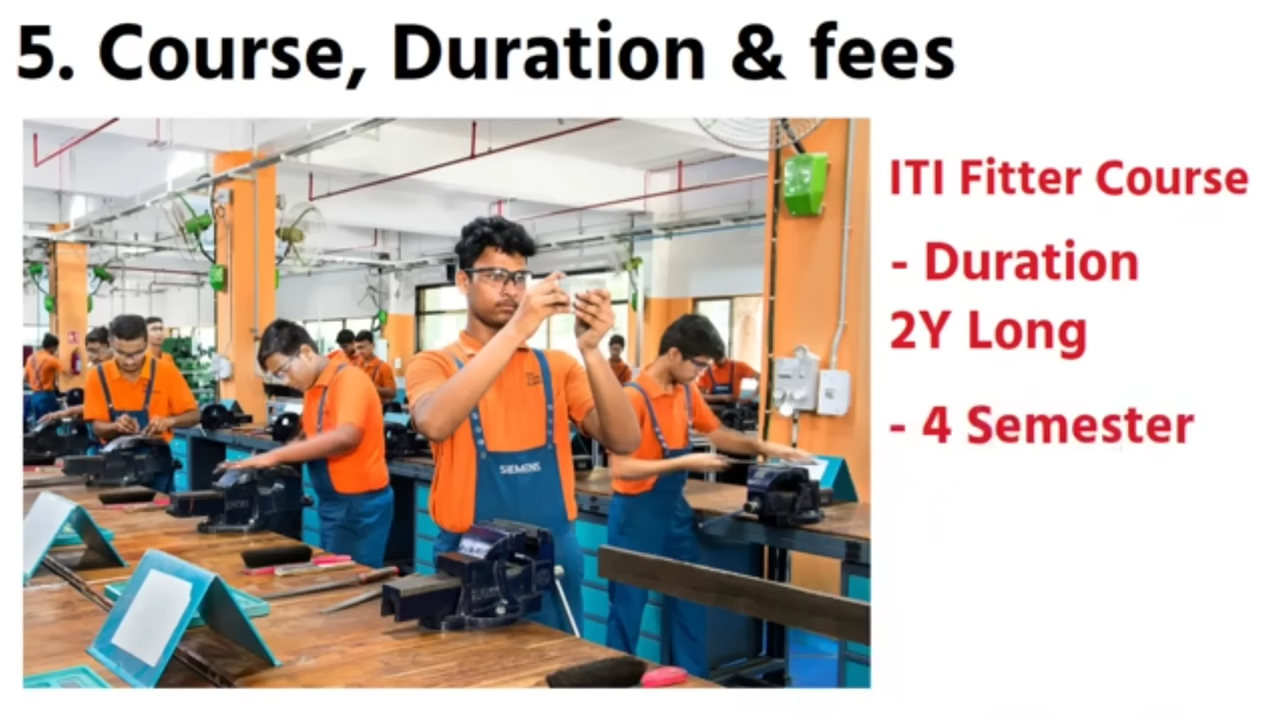 5. Course, Duration & fees
ITI Fitter Course
- Duration
2Y Long
- 4 Semester
SIEMENS